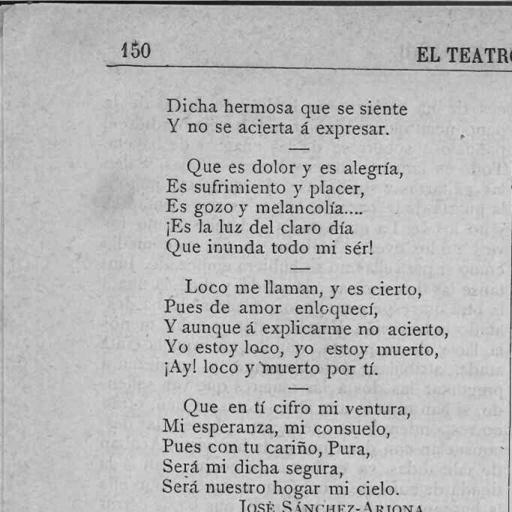 150
EL TEATRO
Dicha hermosa que se siente
Y no se acierta á expresar.
Que es dolor y es alegría,
Es sufrimiento y placer,
Es gozo y melancolía....
¡Es la luz del claro día
Que inunda todo mi sér!
Loco me llaman, y es cierto,
Pues de amor enloquecí,
Y aunque á explicarme no acierto,
Yo estoy loco, yo estoy muerto,
¡Ay! loco y muerto por tí.
Que en tí cifro mi ventura,
Mi esperanza, mi consuelo,
Pues con tu cariño, Pura,
Será mi dicha segura,
Será nuestro hogar mi cielo.
JOSÉ SÁNCHEZ-ARJONA